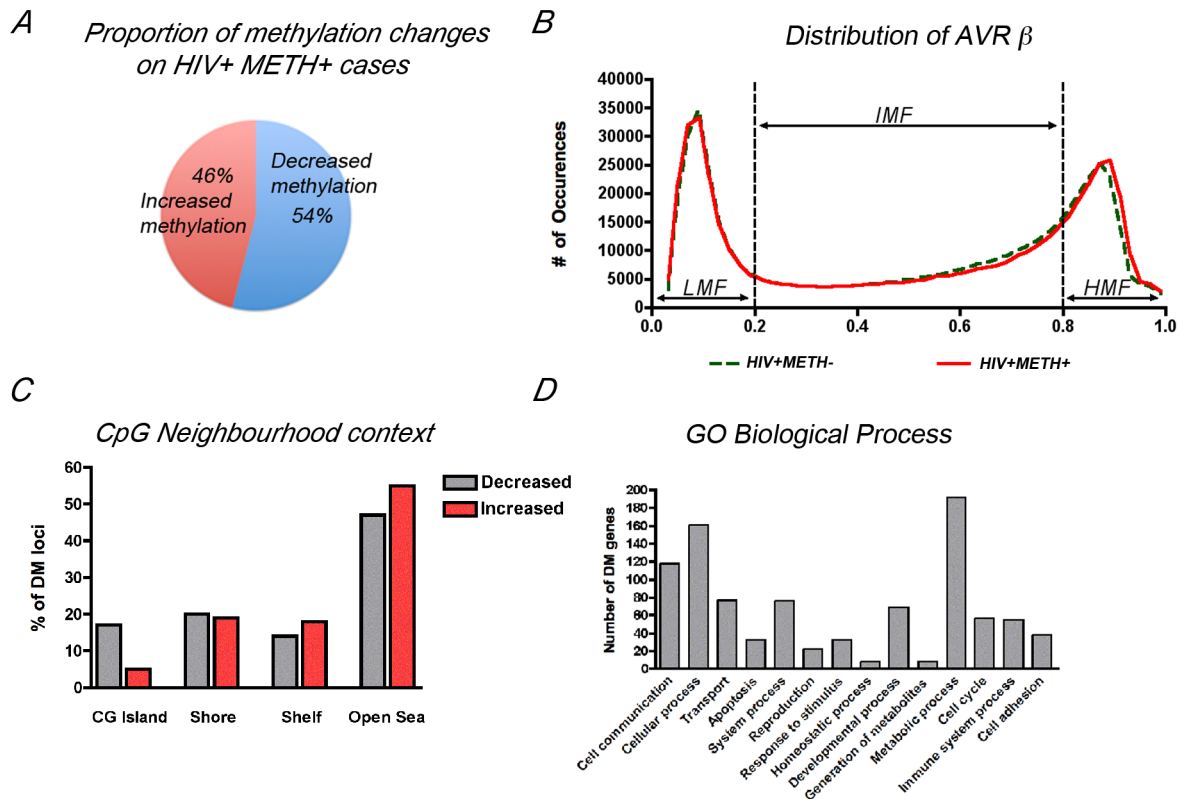 A
Proportion of methylation changes
on HIV+ METH+ cases
46%
Increased
methylation
Decreased
methylation
54%
B
Distribution of AVR β
# of Occurences
40000
35000
30000
25000
20000
15000
10000
5000
0
IMF
LMF
HMF
0.0
0.2
0.4
0.6
0.8
1.0
HIV+METH-
HIV+METH+
C
CpG Neighbourhood context
% of DM loci
60
50
40
30
20
10
0
Decreased
Increased
CG Island
Shore
Shelf
Open Sea
D
GO Biological Process
Number of DM genes
200
180
160
140
120
100
80
60
40
20
0
Cell communication
Cellular process
Transport
Apoptosis
System process
Reproduction
Response to stimulus
Homeostatic process
Developmental process
Generation of metabolites
Metabolic process
Cell cycle
Immune system process
Cell adhesion